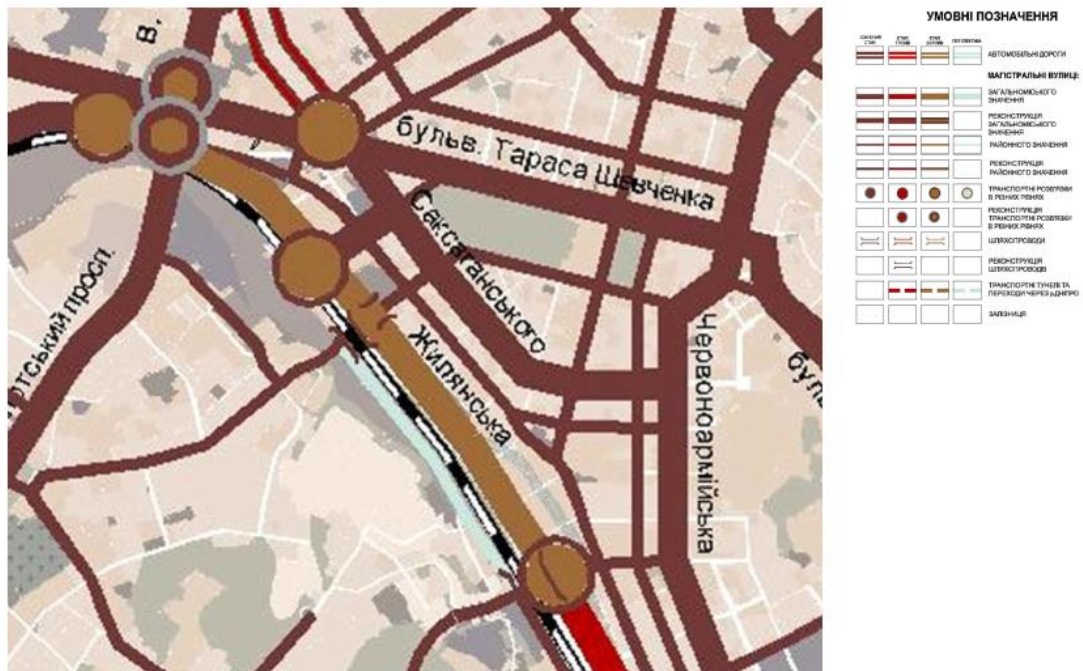 В.
бульв. Тараса Шевченка
Саксаганського
отський просп.
Жилянська
Червоноармійська
буль
УМОВНІ ПОЗНАЧЕННЯ
АВТОМОБІЛЬНІ ДОРОГИ
МАГІСТРАЛЬНІ ВУЛИЦІ:
ЗАГАЛЬНОМІСЬКОГО
ЗНАЧЕННЯ
РЕКОНСТРУКЦІЯ
ЗАГАЛЬНОМІСЬКОГО
ЗНАЧЕННЯ
РАЙОННОГО ЗНАЧЕННЯ
РЕКОНСТРУКЦІЯ
РАЙОННОГО ЗНАЧЕННЯ
ТРАНСПОРТНІ РОЗВ'ЯЗКИ
В РІЗНИХ РІВНЯХ
РЕКОНСТРУКЦІЯ
ТРАНСПОРТНІ РОЗВ'ЯЗКИ
В РІЗНИХ РІВНЯХ
ШЛЯХОПРОВОДИ
РЕКОНСТРУКЦІЯ
ШЛЯХОПРОВОДІВ
ТРАНСПОРТНІ ТУНЕЛІ ТА
ПЕРЕХОДИ ЧЕРЕЗ р.ДНІПРО
ЗАЛІЗНИЦЯ